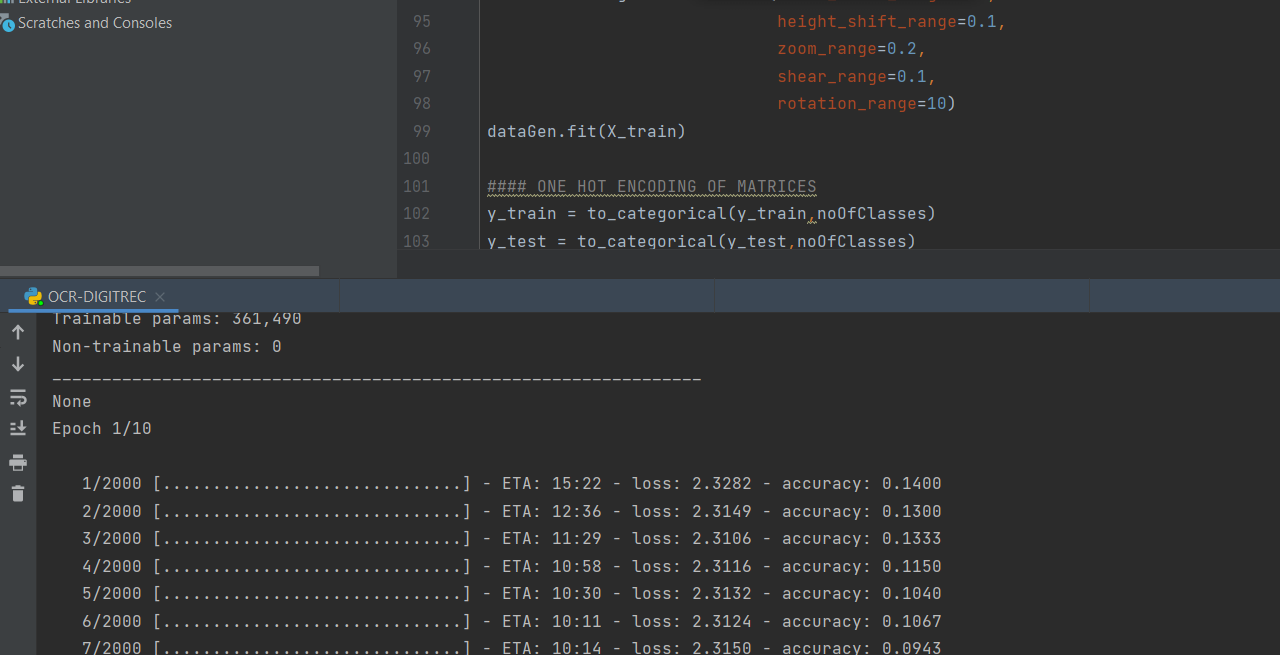 External Libraries
Scratches and Consoles
95 height_shift_range=0.1,
96 zoom_range=0.2,
97 shear_range=0.1,
98 rotation_range=10)
99 dataGen.fit(X_train)
100
101 #### ONE HOT ENCODING OF MATRICES
102 y_train = to_categorical(y_train,noOfClasses)
103 y_test = to_categorical(y_test,noOfClasses)
OCR-DIGITREC
Trainable params: 361,490
Non-trainable params: 0
_________________________________________________________________
None
Epoch 1/10
1/2000 [..............................] - ETA: 15:22 - loss: 2.3282 - accuracy: 0.1400
2/2000 [..............................] - ETA: 12:36 - loss: 2.3149 - accuracy: 0.1300
3/2000 [..............................] - ETA: 11:29 - loss: 2.3106 - accuracy: 0.1333
4/2000 [..............................] - ETA: 10:58 - loss: 2.3116 - accuracy: 0.1150
5/2000 [..............................] - ETA: 10:30 - loss: 2.3132 - accuracy: 0.1040
6/2000 [..............................] - ETA: 10:11 - loss: 2.3124 - accuracy: 0.1067
7/2000 [..............................] - ETA: 10:14 - loss: 2.3150 - accuracy: 0.0943